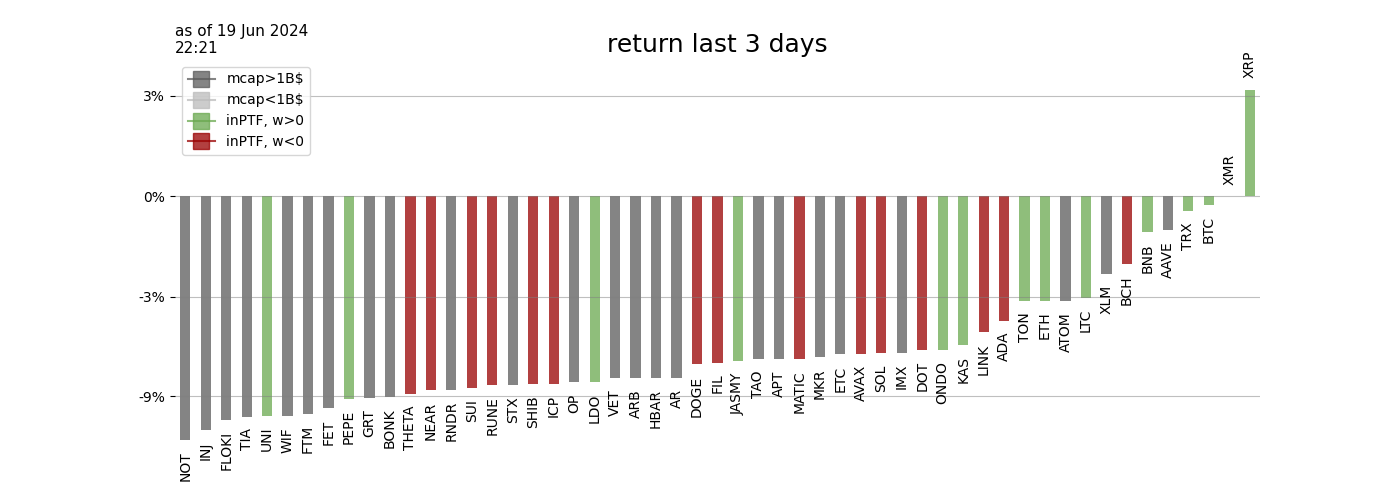 as of 19 Jun 2024
22:21
return last 3 days
mcap>1B$
mcap<1B$
inPTF, w>0
inPTF, w<0
3%
0%
-3%
-9%
NOT
INJ
FLOKI
TIA
UNI
WIF
FTM
FET
PEPE
GRT
BONK
THETA
NEAR
RNDR
SUI
RUNE
STX
SHIB
ICP
OP
LDO
VET
ARB
HBAR
AR
DOGE
FIL
JASMY
TAO
APT
MATIC
MKR
ETC
AVAX
SOL
IMX
DOT
ONDO
KAS
LINK
ADA
TON
ETH
ATOM
LTC
XLM
BCH
BNB
AAVE
TRX
BTC
XMR
XRP